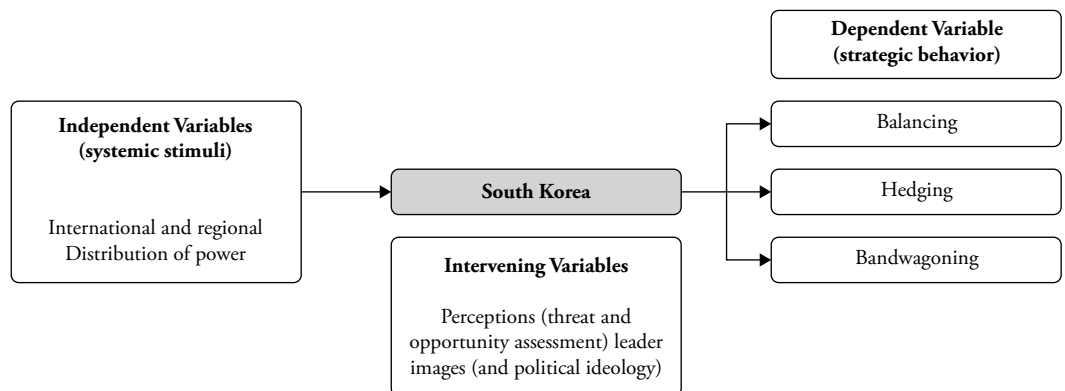 Independent Variables
(systemic stimuli)
International and regional
Distribution of power
South Korea
Intervening Variables
Perceptions (threat and
opportunity assessment) leader
images (and political ideology)
Dependent Variable
(strategic behavior)
Balancing
Hedging
Bandwagoning